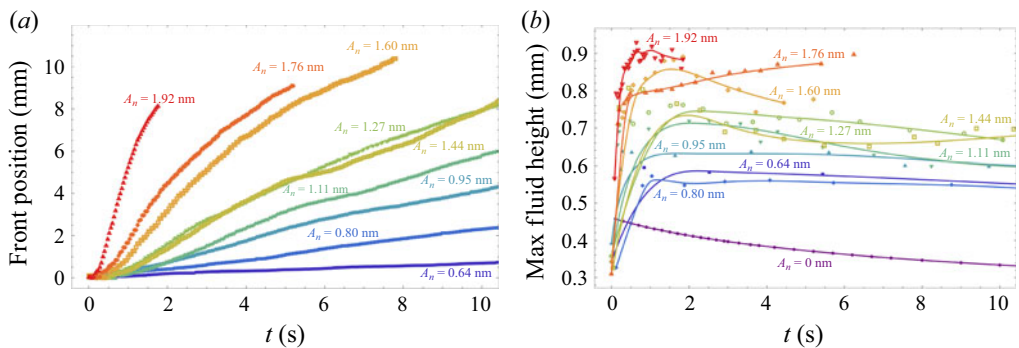 (a)
10
8
6
4
2
0
0
2
4
6
8
10
Front position (mm)
t (s)
A_n = 1.92 nm
A_n = 1.76 nm
A_n = 1.60 nm
A_n = 1.27 nm
A_n = 1.44 nm
A_n = 1.11 nm
A_n = 0.95 nm
A_n = 0.80 nm
A_n = 0.64 nm
(b)
0.9
0.8
0.7
0.6
0.5
0.4
0.3
0
2
4
6
8
10
Max fluid height (mm)
t (s)
A_n = 1.92 nm
A_n = 1.76 nm
A_n = 1.60 nm
A_n = 1.44 nm
A_n = 1.27 nm
A_n = 1.11 nm
A_n = 0.95 nm
A_n = 0.64 nm
A_n = 0.80 nm
A_n = 0 nm